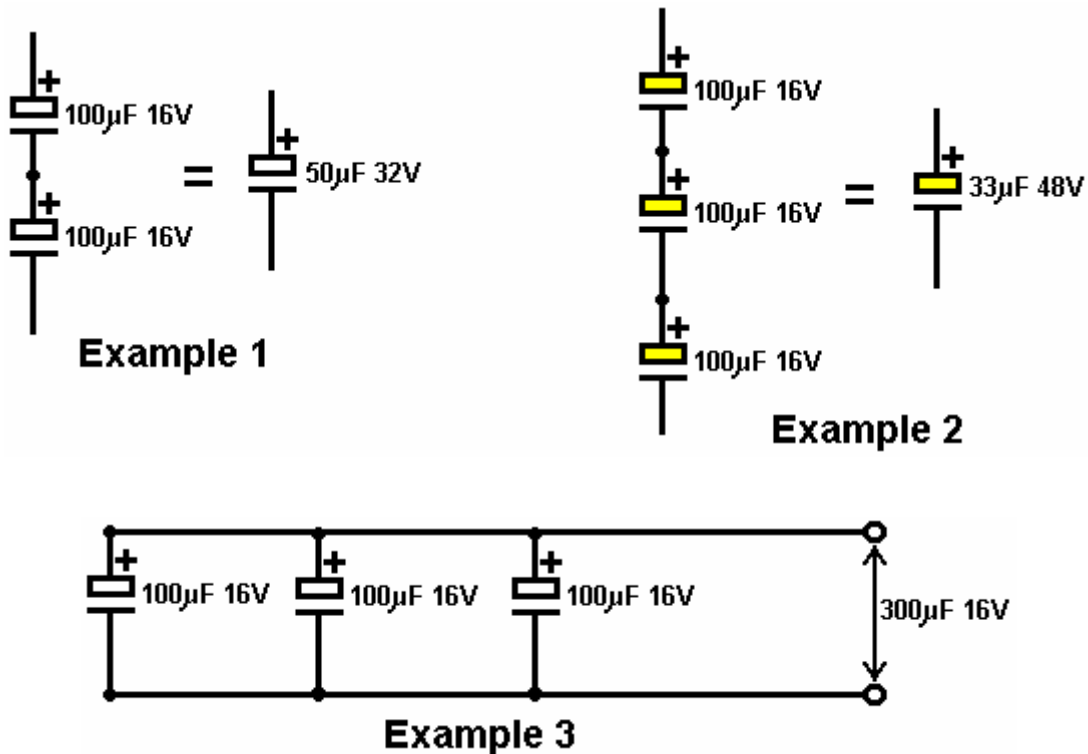 +
100µF 16V
+
100µF 16V
=
+
50µF 32V
Example 1
+
100µF 16V
+
100µF 16V
+
100µF 16V
=
+
33µF 48V
Example 2
+
100µF 16V
+
100µF 16V
+
100µF 16V
300µF 16V
Example 3